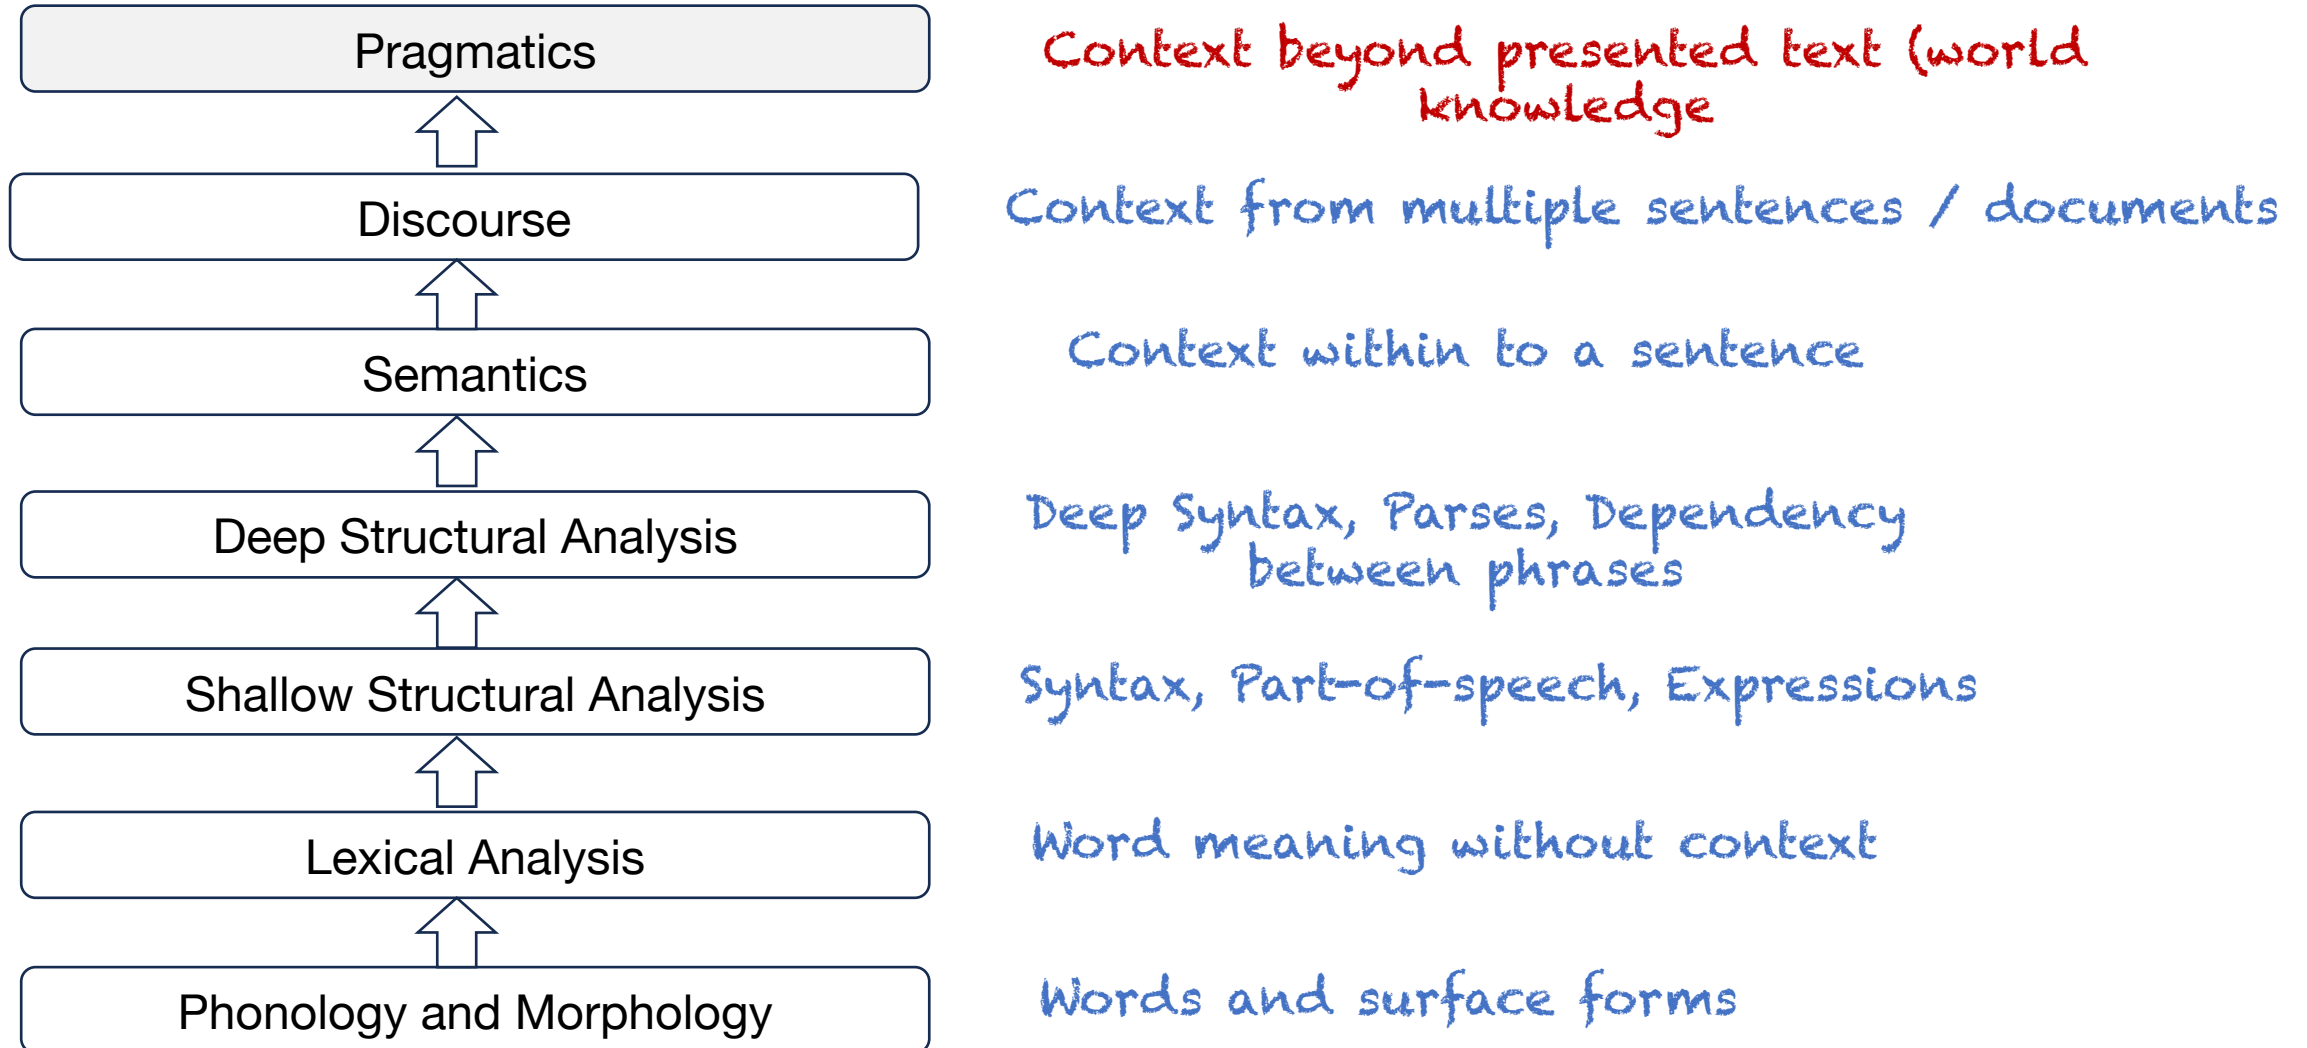 Pragmatics
Context beyond presented text (world
knowledge
Discourse
Context from multiple sentences / documents
Semantics
Context within to a sentence
Deep Structural Analysis
Deep Syntax, Parses, Dependency
between phrases
Shallow Structural Analysis
Syntax, Part-of-speech, Expressions
Lexical Analysis
Word meaning without context
Phonology and Morphology
Words and surface forms